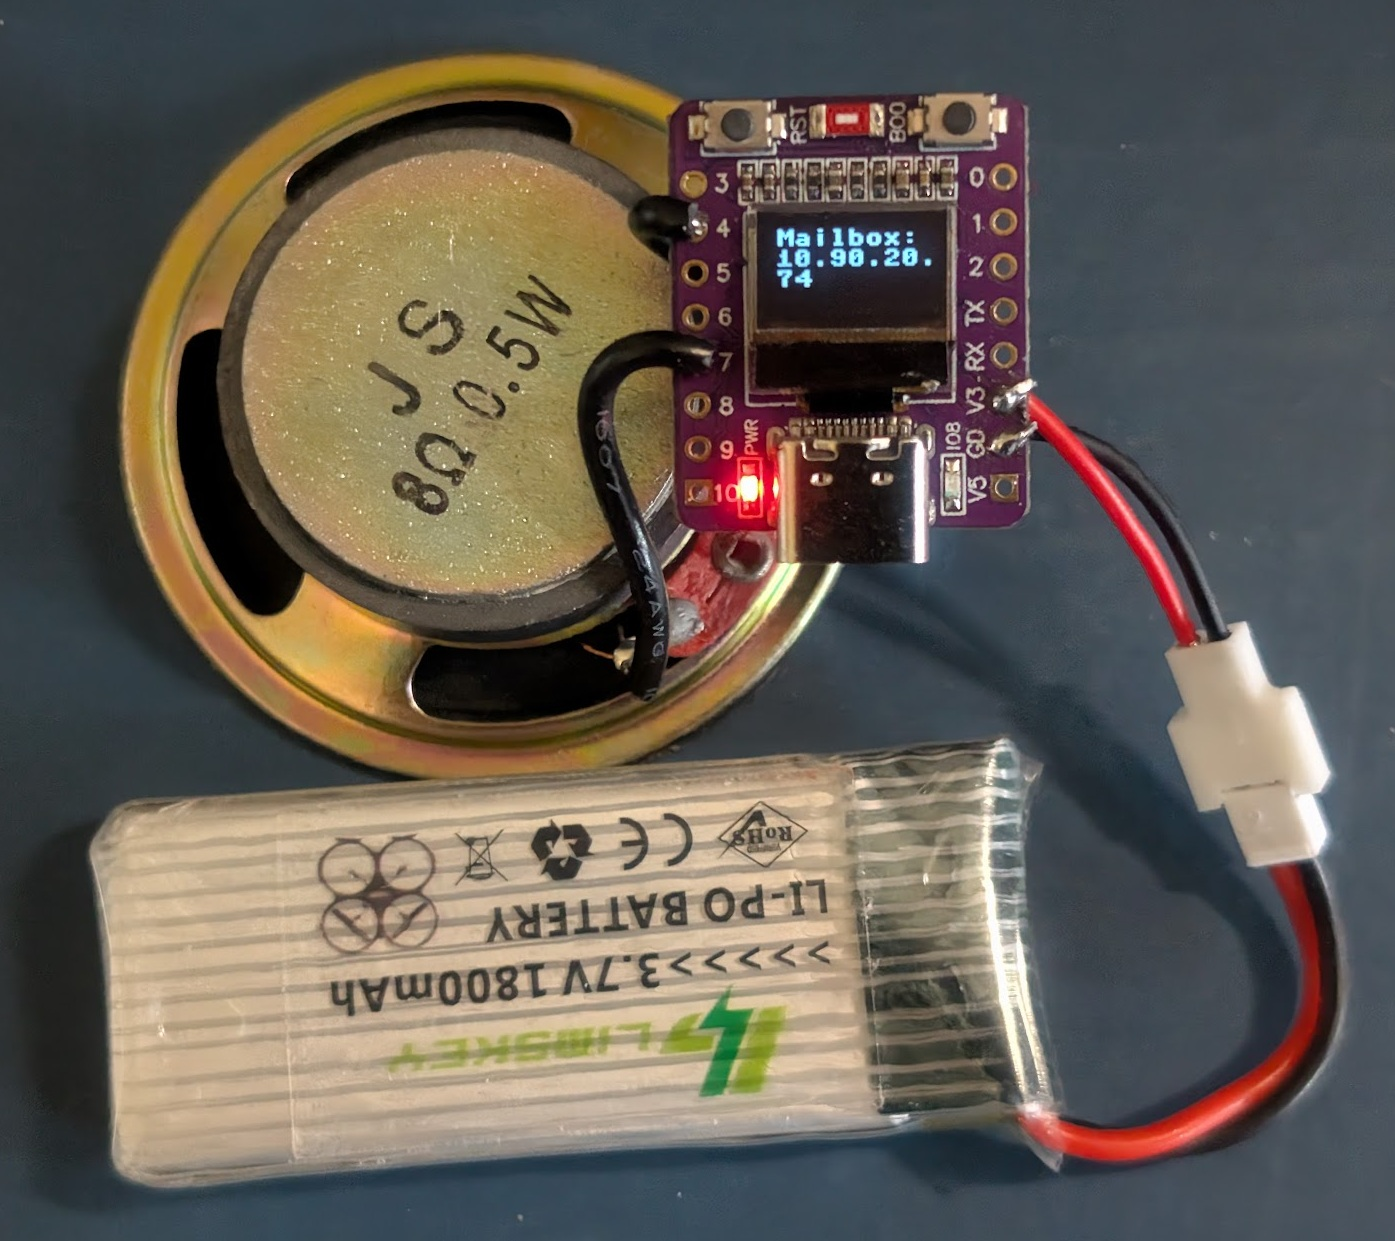 RST
BOO
3
4
5
6
7
8
9
10
PWR
0
1
2
TX
RX
V3
GD
V5
IO8
Mailbox:
10.90.20.
74
J S
8Ω 0.5W
24AWG
LIMSKEY
>>>>>3.7V 1800mAh
LI-PO BATTERY
RoHS
CE